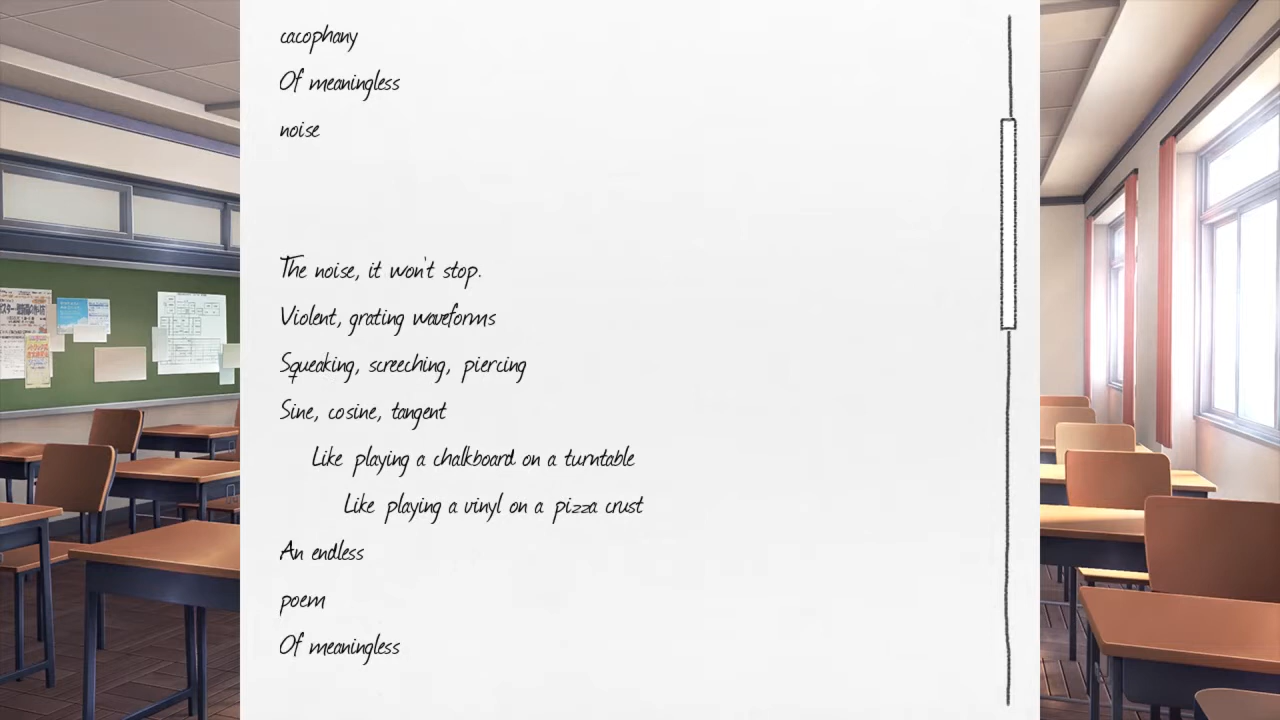 cacophany
Of meaningless
noise
The noise, it won't stop.
Violent, grating waveforms
Squeaking, screeching, piercing
Sine, cosine, tangent
Like playing a chalkboard on a turntable
Like playing a vinyl on a pizza crust
An endless
poem
Of meaningless